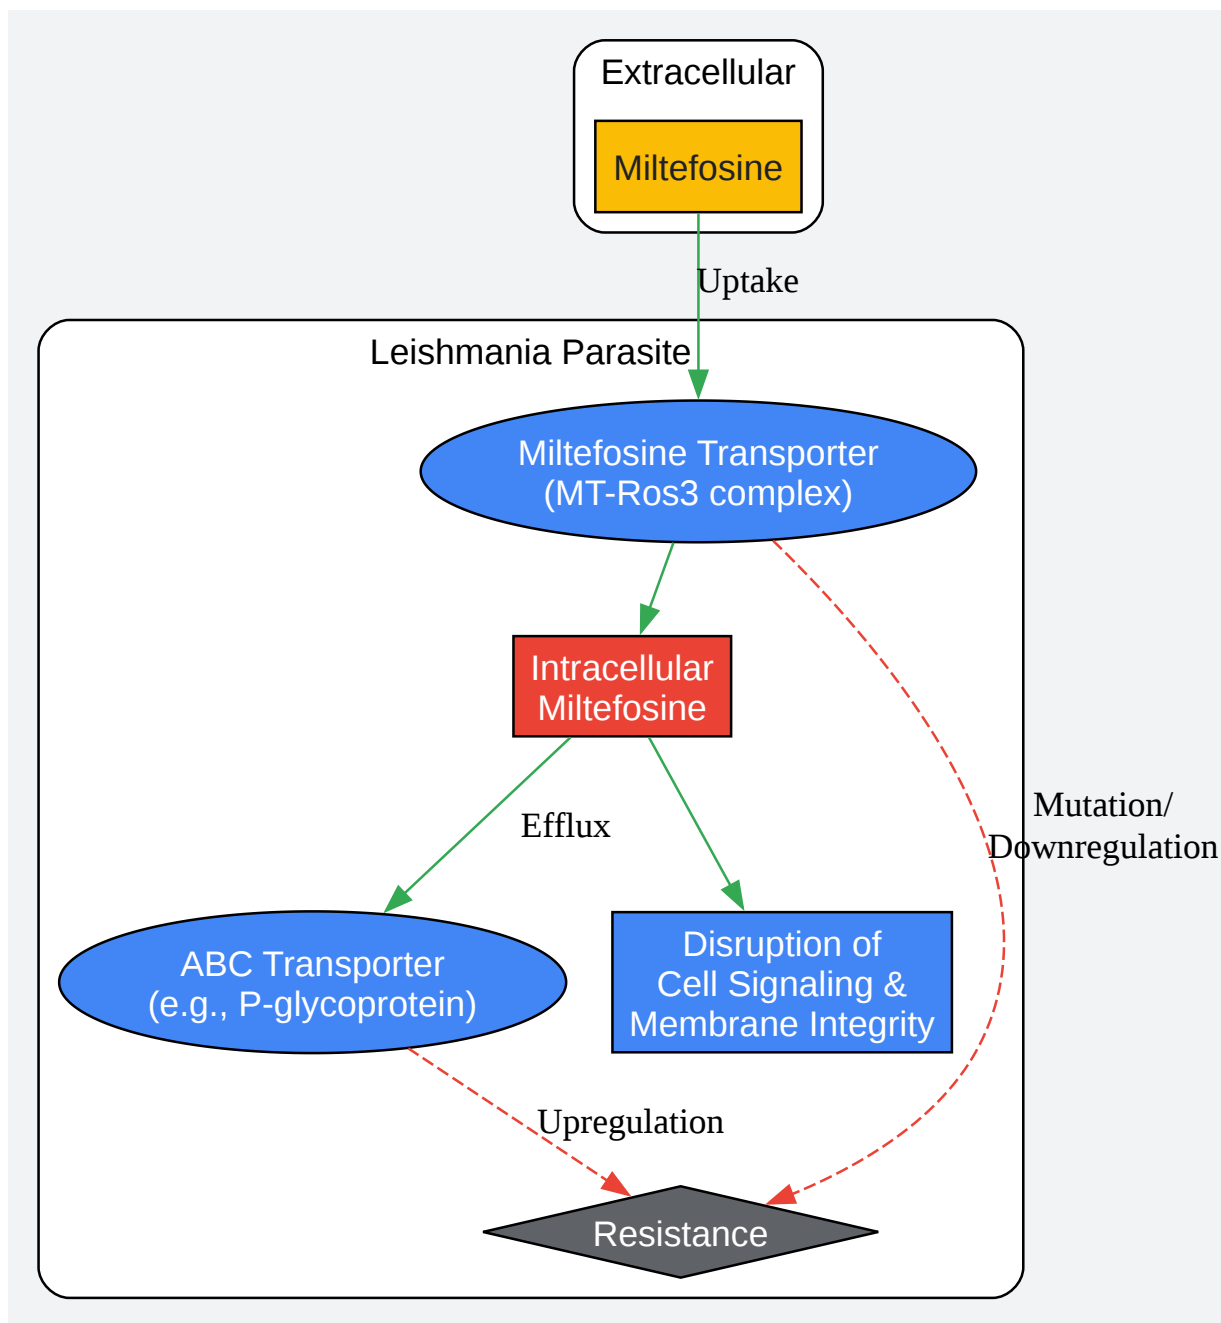 Extracellular
Miltefosine
Uptake
Leishmania Parasite
Miltefosine Transporter
(MT-Ros3 complex)
Intracellular
Miltefosine
Mutation/
Downregulation
Efflux
ABC Transporter
(e.g., P-glycoprotein)
Disruption of
Cell Signaling &
Membrane Integrity
Upregulation
Resistance